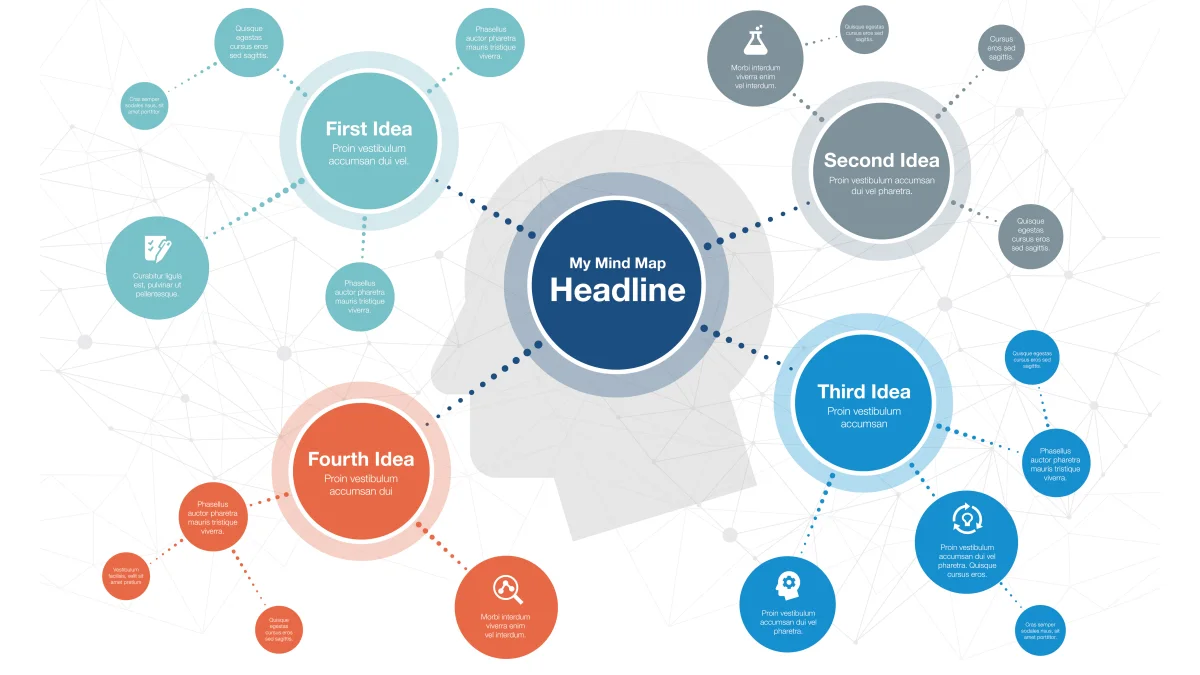 Quisque
egestas
cursus eros
sed sagittis.
Phasellus
auctor pharetra
mauris tristique
viverra.
Cras semper
sodales risus, sit
amet porttitor.
First Idea
Proin vestibulum
accumsan dui vel.
Curabitur ligula
est, pulvinar ut
pellentesque.
Phasellus
auctor pharetra
mauris tristique
viverra.
Morbi interdum
viverra enim
vel interdum.
Quisque egestas
cursus eros sed
sagittis.
Cursus
eros sed
sagittis.
Second Idea
Proin vestibulum accumsan
dui vel pharetra.
Quisque
egestas
cursus eros
sed sagittis.
My Mind Map
Headline
Third Idea
Proin vestibulum
accumsan
Quisque egestas
cursus eros sed
sagittis.
Phasellus
auctor pharetra
mauris tristique
viverra.
Proin vestibulum
accumsan dui vel
pharetra. Quisque
cursus eros.
Proin vestibulum
accumsan dui vel
pharetra.
Cras semper
sodales risus, sit
amet porttitor.
Fourth Idea
Proin vestibulum
accumsan dui
Phasellus
auctor pharetra
mauris tristique
viverra.
Vestibulum
facilisis, velit sit
amet pretium
Quisque
egestas
cursus eros
sed sagittis.
Morbi interdum
viverra enim
vel interdum.